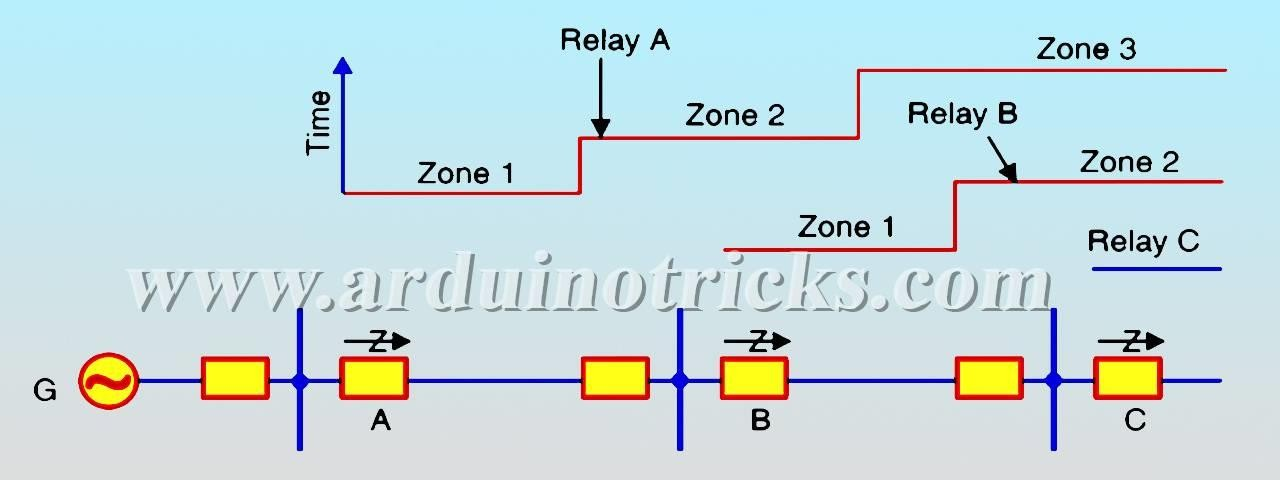 Relay A
Zone 3
Time
Zone 2
Relay B
Zone 1
Zone 2
Zone 1
Relay C
www.arduinotricks.com
Z
Z
Z
G
A
B
C